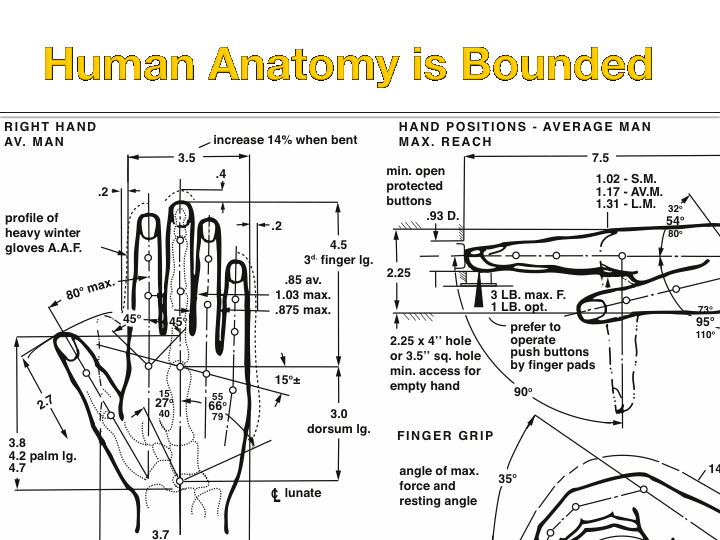 Human Anatomy is Bounded
RIGHT HAND
AV. MAN
increase 14% when bent
3.5
.4
.2
profile of
heavy winter
gloves A.A.F.
.2
4.5
3d. finger lg.
.85 av.
1.03 max.
.875 max.
80° max.
45°
45°
15°±
2.7
15
27°
40
55
66°
79
3.0
dorsum lg.
3.8
4.2 palm lg.
4.7
℄ lunate
3.7
HAND POSITIONS - AVERAGE MAN
MAX. REACH
7.5
min. open
protected
buttons
.93 D.
1.02 - S.M.
1.17 - AV.M.
1.31 - L.M.
32°
54°
80°
2.25
3 LB. max. F.
1 LB. opt.
prefer to
operate
push buttons
by finger pads
73°
95°
110°
2.25 x 4’’ hole
or 3.5’’ sq. hole
min. access for
empty hand
90°
FINGER GRIP
angle of max.
force and
resting angle
35°
14